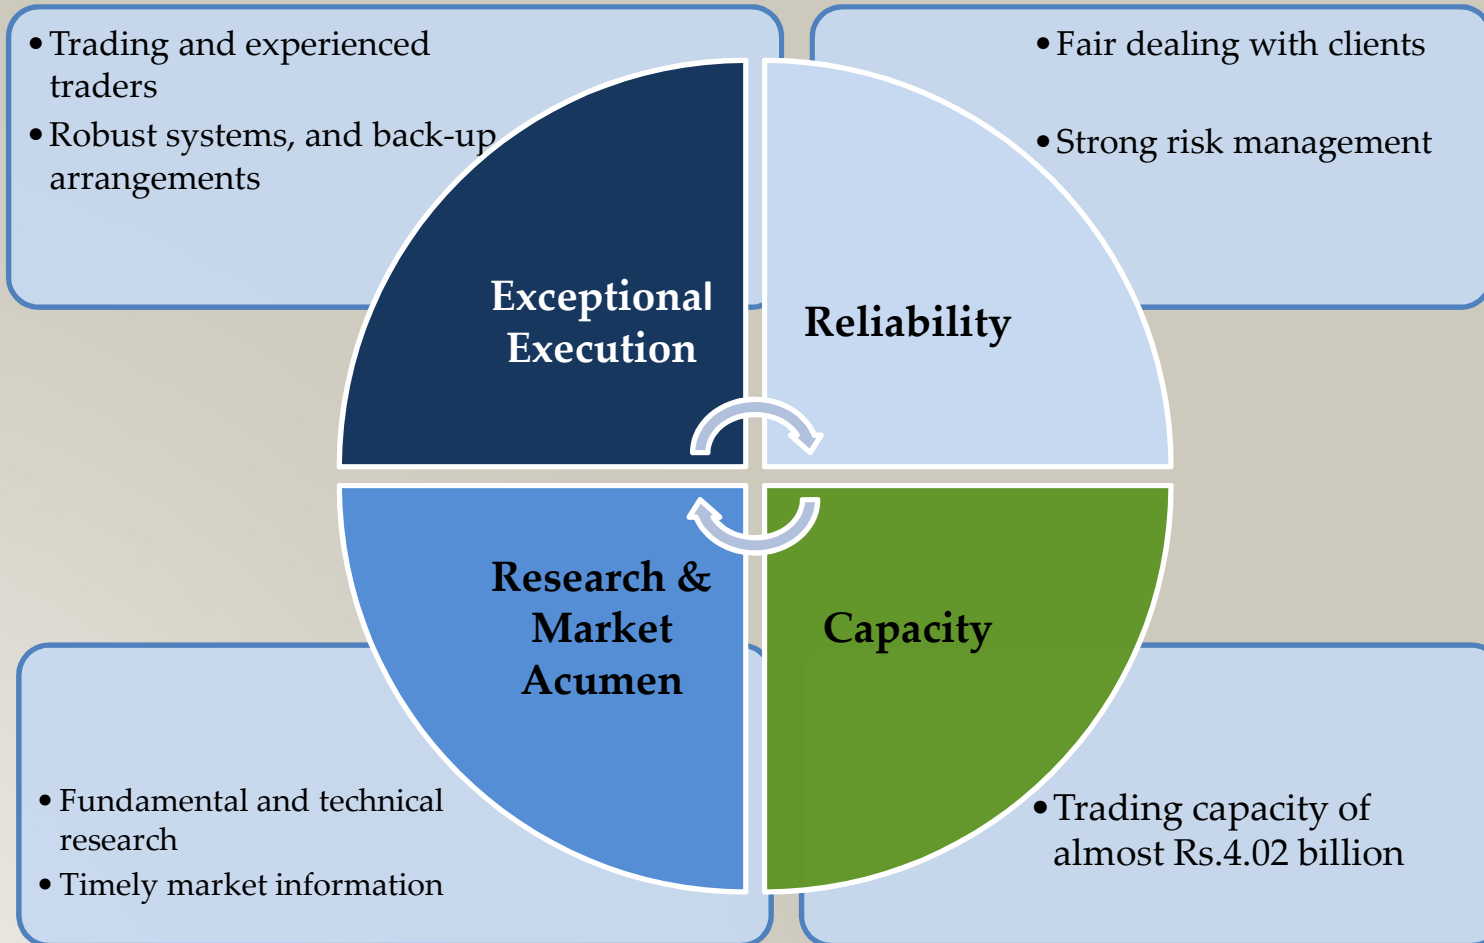 • Trading and experienced
traders
• Robust systems, and back-up
arrangements
• Fair dealing with clients
• Strong risk management
Exceptional
Execution
Reliability
Research &
Market
Acumen
Capacity
• Fundamental and technical
research
• Timely market information
• Trading capacity of
almost Rs.4.02 billion